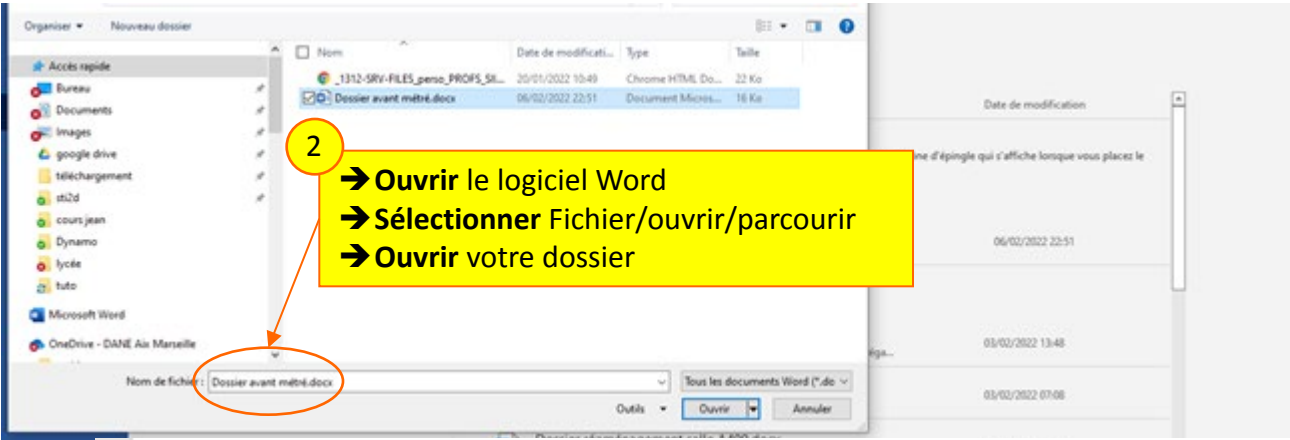 Organiser Nouveau dossier
Nom Date de modificati... Type Taille
Accès rapide
_1312-SRV-FILES_perso_PROFS_SII... 20/01/2022 10:49 Chrome HTML Do... 22 Ko
Bureau
Dossier avant métré.docx 06/02/2022 22:51 Document Micros... 16 Ko
Documents
Date de modification
Images
google drive
2
ne d'épingle qui s'affiche lorsque vous placez le
téléchargement
➔ Ouvrir le logiciel Word
sti2d
➔ Sélectionner Fichier/ouvrir/parcourir
cours jean
➔ Ouvrir votre dossier
Dynamo
06/02/2022 22:51
lycée
tuto
Microsoft Word
OneDrive - DANE Aix Marseille
03/02/2022 13:48
éga...
Nom de fichier : Dossier avant métré.docx Tous les documents Word (*.do
03/02/2022 07:08
Outils Ouvrir Annuler